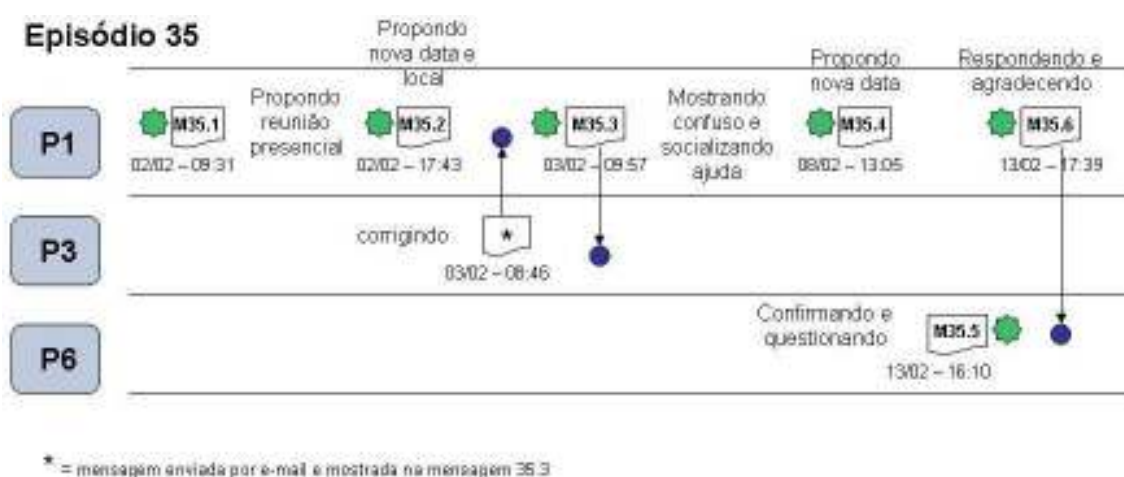 Episódio 35
Propondo
nova data e
local
Propondo
nova data
Respondendo e
agradecendo
P1
M35.1
02/02 – 09:31
Propondo
reunião
presencial
M35.2
02/02 – 17:43
M35.3
03/02 – 09:57
Mostrando
confuso e
socializando
ajuda
M35.4
08/02 – 13:05
M35.6
13/02 – 17:39
P3
corrigindo
*
03/02 – 08:46
P6
Confirmando e
questionando
M35.5
13/02 – 16:10
* = mensagem enviada por e-mail e mostrada na mensagem 35.3